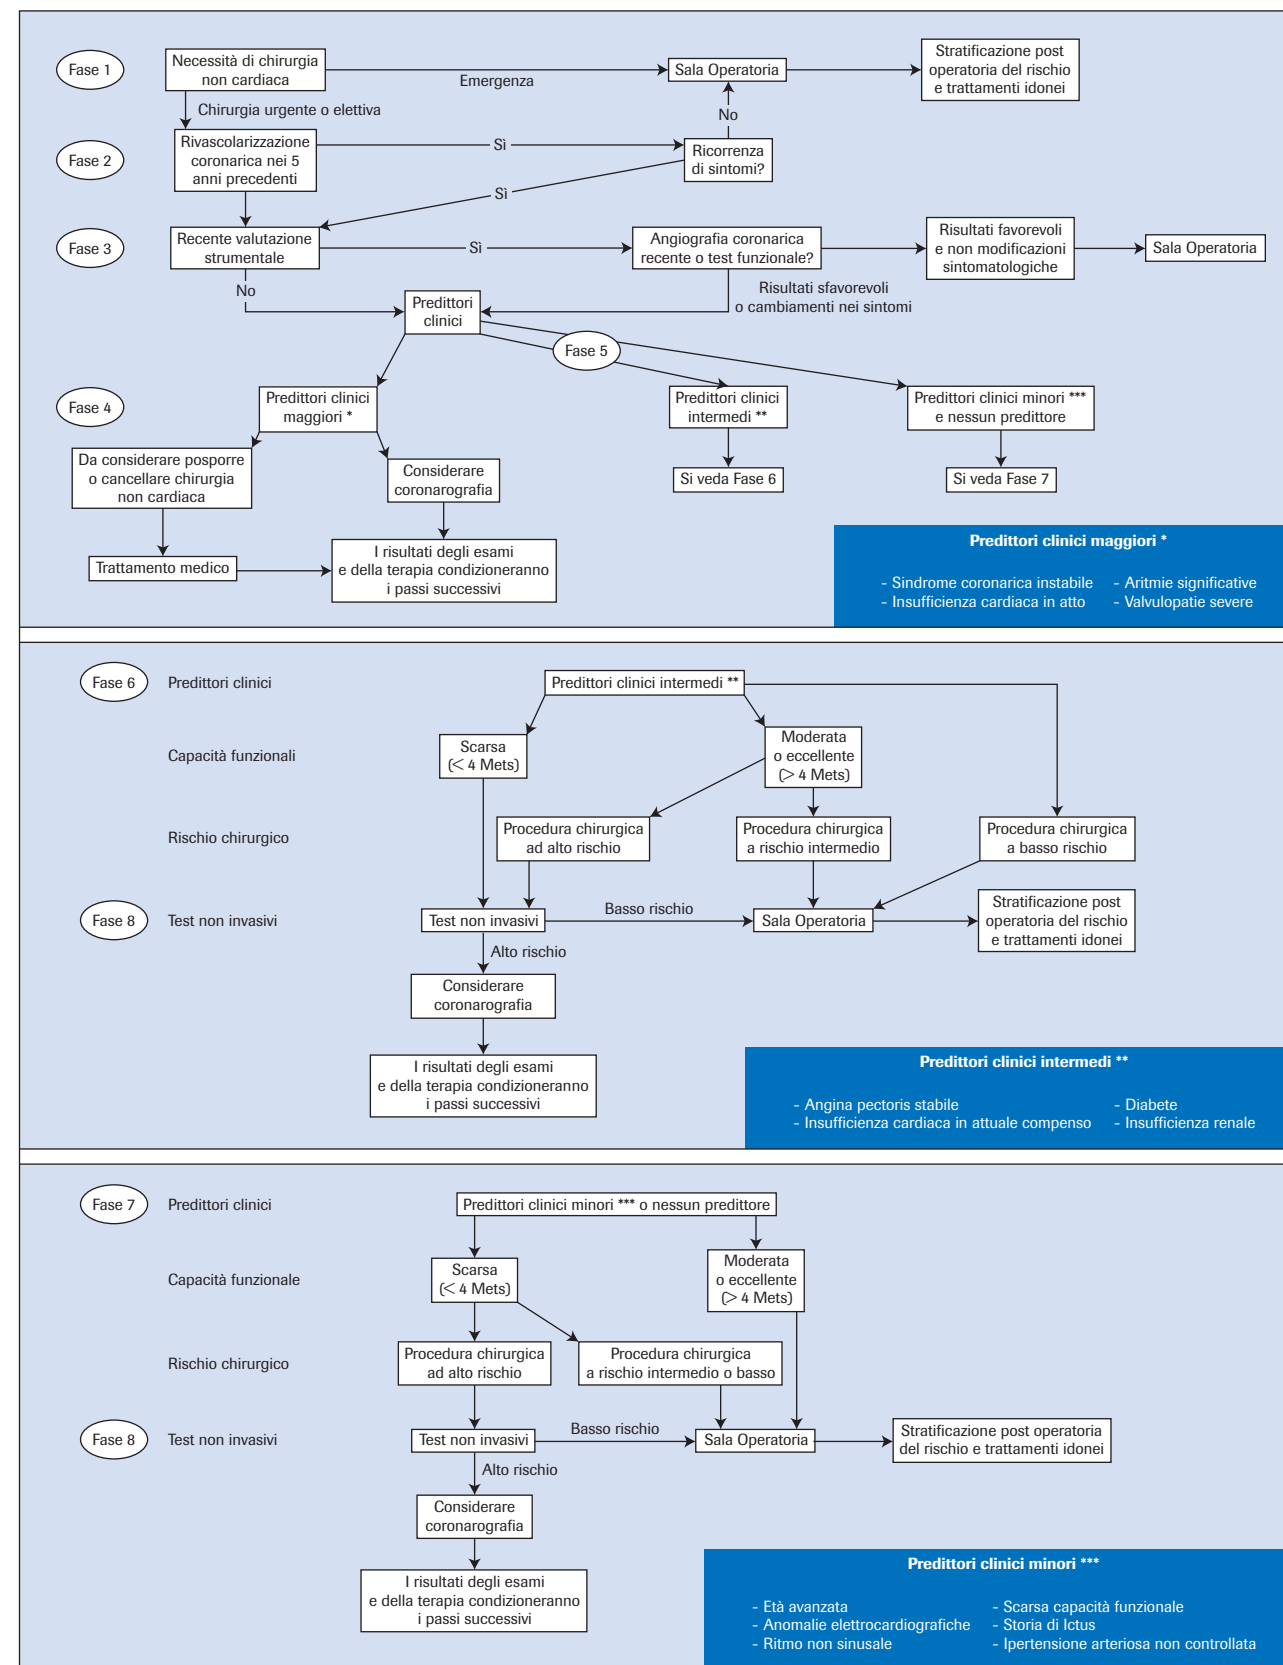 Fase 1
Necessità di chirurgia
non cardiaca
Emergenza
Sala Operatoria
Stratificazione post
operatoria del rischio
e trattamenti idonei
Chirurgia urgente o elettiva
No
Fase 2
Rivascolarizzazione
coronarica nei 5
anni precedenti
Sì
Ricorrenza
di sintomi?
Sì
Fase 3
Recente valutazione
strumentale
Sì
Angiografia coronarica
recente o test funzionale?
Risultati favorevoli
e non modificazioni
sintomatologiche
Sala Operatoria
No
Risultati sfavorevoli
o cambiamenti nei sintomi
Predittori
clinici
Fase 5
Fase 4
Predittori clinici
maggiori *
Predittori clinici
intermedi **
Predittori clinici minori ***
e nessun predittore
Da considerare posporre
o cancellare chirurgia
non cardiaca
Considerare
coronarografia
Si veda Fase 6
Si veda Fase 7
Trattamento medico
I risultati degli esami
e della terapia condizioneranno
i passi successivi
Predittori clinici maggiori *
- Sindrome coronarica instabile - Aritmie significative
- Insufficienza cardiaca in atto - Valvulopatie severe
Fase 6
Predittori clinici
Predittori clinici intermedi **
Capacità funzionali
Scarsa
(< 4 Mets)
Moderata
o eccellente
(> 4 Mets)
Rischio chirurgico
Procedura chirurgica
ad alto rischio
Procedura chirurgica
a rischio intermedio
Procedura chirurgica
a basso rischio
Fase 8
Test non invasivi
Test non invasivi
Basso rischio
Sala Operatoria
Stratificazione post
operatoria del rischio
e trattamenti idonei
Alto rischio
Considerare
coronarografia
I risultati degli esami
e della terapia condizioneranno
i passi successivi
Predittori clinici intermedi **
- Angina pectoris stabile - Diabete
- Insufficienza cardiaca in attuale compenso - Insufficienza renale
Fase 7
Predittori clinici
Predittori clinici minori *** o nessun predittore
Capacità funzionale
Scarsa
(< 4 Mets)
Moderata
o eccellente
(> 4 Mets)
Rischio chirurgico
Procedura chirurgica
ad alto rischio
Procedura chirurgica
a rischio intermedio o basso
Fase 8
Test non invasivi
Test non invasivi
Basso rischio
Sala Operatoria
Stratificazione post operatoria
del rischio e trattamenti idonei
Alto rischio
Considerare
coronarografia
I risultati degli esami
e della terapia condizioneranno
i passi successivi
Predittori clinici minori ***
- Età avanzata - Scarsa capacità funzionale
- Anomalie elettrocardiografiche - Storia di Ictus
- Ritmo non sinusale - Ipertensione arteriosa non controllata